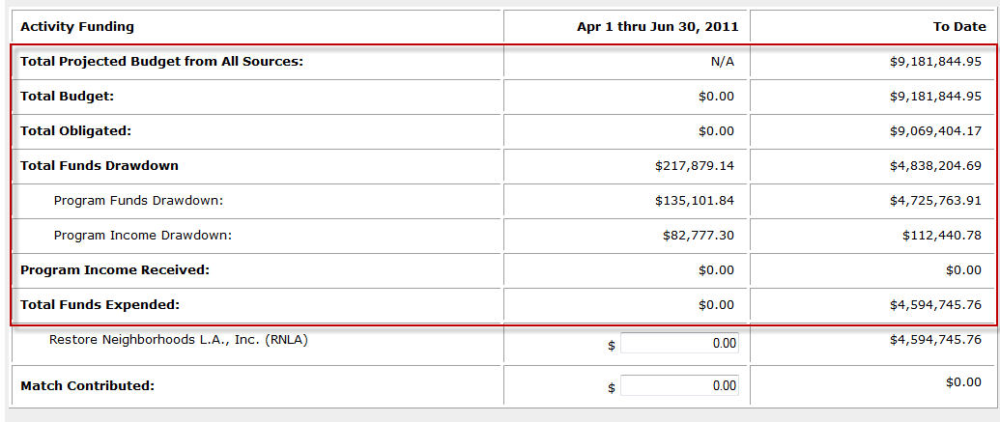 Activity Funding Apr 1 thru Jun 30, 2011 To Date
Total Projected Budget from All Sources: N/A $9,181,844.95
Total Budget: $0.00 $9,181,844.95
Total Obligated: $0.00 $9,069,404.17
Total Funds Drawdown $217,879.14 $4,838,204.69
Program Funds Drawdown: $135,101.84 $4,725,763.91
Program Income Drawdown: $82,777.30 $112,440.78
Program Income Received: $0.00 $0.00
Total Funds Expended: $0.00 $4,594,745.76
Restore Neighborhoods L.A., Inc. (RNLA) $ 0.00 $4,594,745.76
Match Contributed: $ 0.00 $0.00